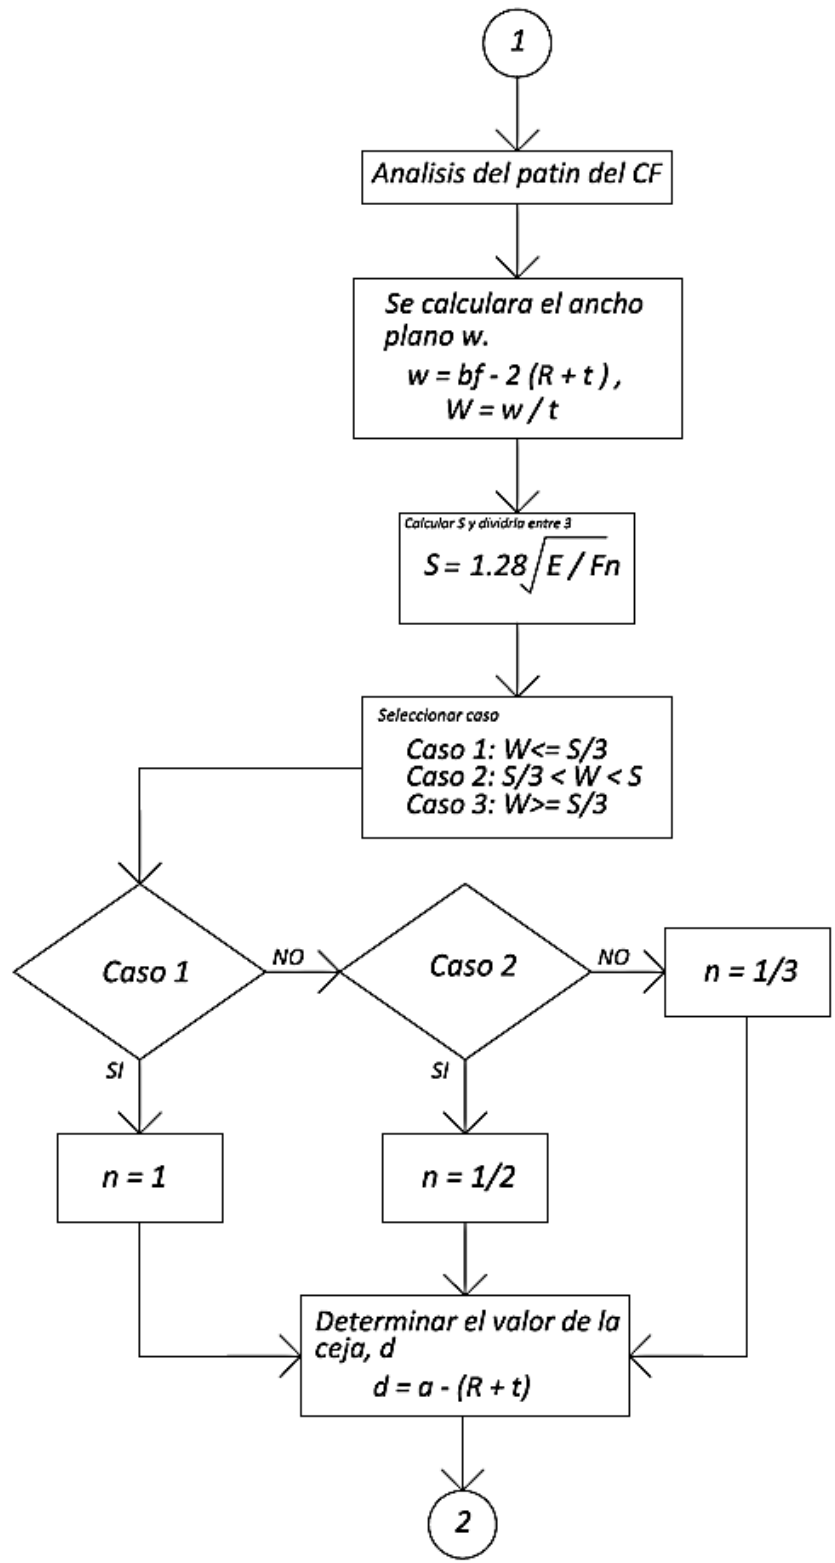 1
Analisis del patin del CF
Se calculara el ancho
plano w.
w = bf - 2 (R + t ) ,
W = w / t
Calcular S y dividrla entre 3
S = 1.28√E / Fn
Seleccionar caso
Caso 1: W<= S/3
Caso 2: S/3 < W < S
Caso 3: W>= S/3
Caso 1
NO
Caso 2
NO
n = 1/3
SI
SI
n = 1
n = 1/2
Determinar el valor de la
ceja, d
d = a - (R + t)
2